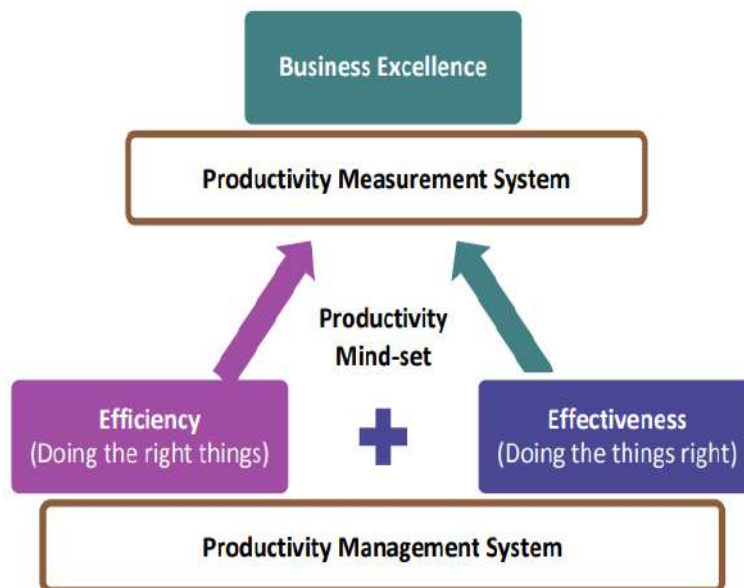 Business Excellence
Productivity Measurement System
Productivity
Mind-set
Efficiency
(Doing the right things)
Effectiveness
(Doing the things right)
Productivity Management System